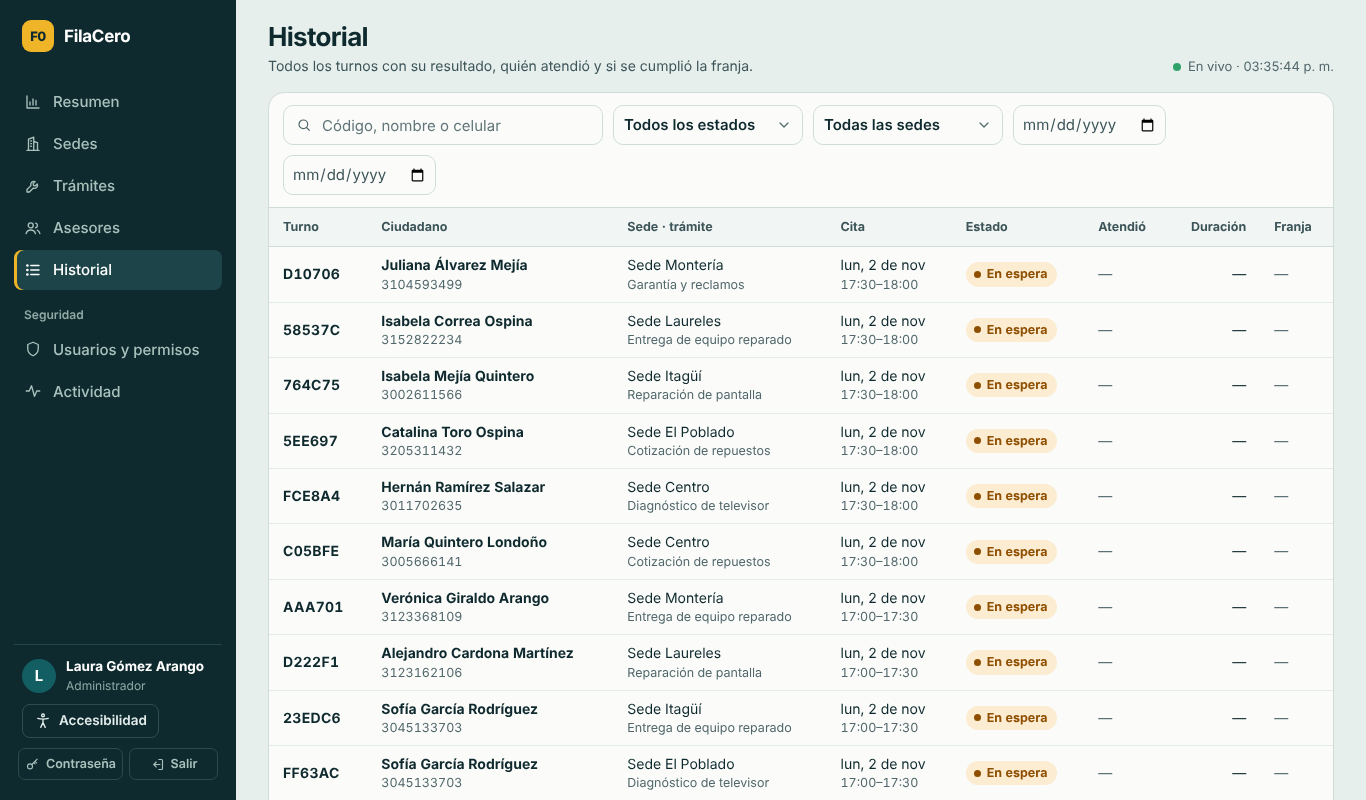 F0 FilaCero
Resumen
Sedes
Trámites
Asesores
Historial
Seguridad
Usuarios y permisos
Actividad
L Laura Gómez Arango
Administrador
Accesibilidad
Contraseña Salir
Historial
Todos los turnos con su resultado, quién atendió y si se cumplió la franja.
En vivo · 03:35:44 p. m.
Código, nombre o celular Todos los estados Todas las sedes mm/dd/yyyy
mm/dd/yyyy
Turno Ciudadano Sede · trámite Cita Estado Atendió Duración Franja
D10706 Juliana Álvarez Mejía Sede Montería lun, 2 de nov En espera — — —
3104593499 Garantía y reclamos 17:30–18:00
58537C Isabela Correa Ospina Sede Laureles lun, 2 de nov En espera — — —
3152822234 Entrega de equipo reparado 17:30–18:00
764C75 Isabela Mejía Quintero Sede Itagüí lun, 2 de nov En espera — — —
3002611566 Reparación de pantalla 17:30–18:00
5EE697 Catalina Toro Ospina Sede El Poblado lun, 2 de nov En espera — — —
3205311432 Cotización de repuestos 17:30–18:00
FCE8A4 Hernán Ramírez Salazar Sede Centro lun, 2 de nov En espera — — —
3011702635 Diagnóstico de televisor 17:30–18:00
C05BFE María Quintero Londoño Sede Centro lun, 2 de nov En espera — — —
3005666141 Cotización de repuestos 17:30–18:00
AAA701 Verónica Giraldo Arango Sede Montería lun, 2 de nov En espera — — —
3123368109 Entrega de equipo reparado 17:00–17:30
D222F1 Alejandro Cardona Martínez Sede Laureles lun, 2 de nov En espera — — —
3123162106 Reparación de pantalla 17:00–17:30
23EDC6 Sofía García Rodríguez Sede Itagüí lun, 2 de nov En espera — — —
3045133703 Entrega de equipo reparado 17:00–17:30
FF63AC Sofía García Rodríguez Sede El Poblado lun, 2 de nov En espera — — —
3045133703 Diagnóstico de televisor 17:00–17:30